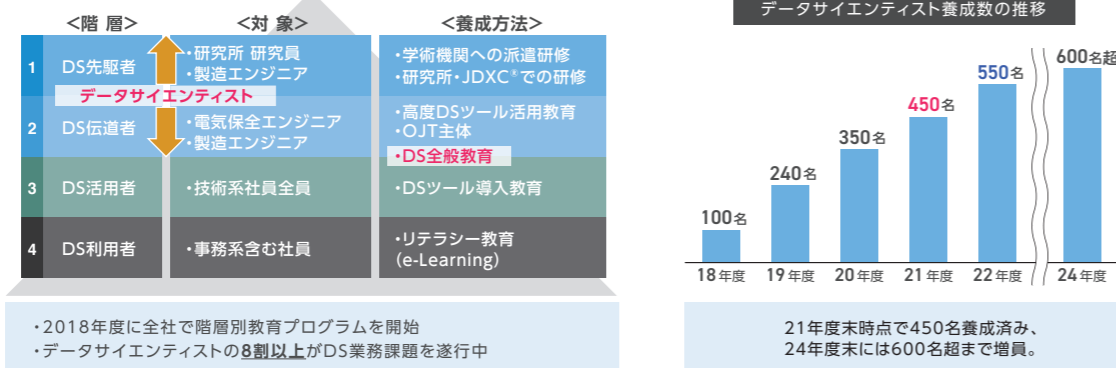 <階 層>
<対 象>
<養成方法>
1
DS先駆者
・研究所 研究員
・製造エンジニア
・学術機関への派遣研修
・研究所・JDXC※での研修
データサイエンティスト
2
DS伝道者
・電気保全エンジニア
・製造エンジニア
・高度DSツール活用教育
・OJT主体
・DS全般教育
3
DS活用者
・技術系社員全員
・DSツール導入教育
4
DS利用者
・事務系含む社員
・リテラシー教育
(e-Learning)
・2018年度に全社で階層別教育プログラムを開始
・データサイエンティストの8割以上がDS業務課題を遂行中
データサイエンティスト養成数の推移
100名
240名
350名
450名
550名
600名超
18年度
19年度
20年度
21年度
22年度
24年度
21年度末時点で450名養成済み、
24年度末には600名超まで増員。